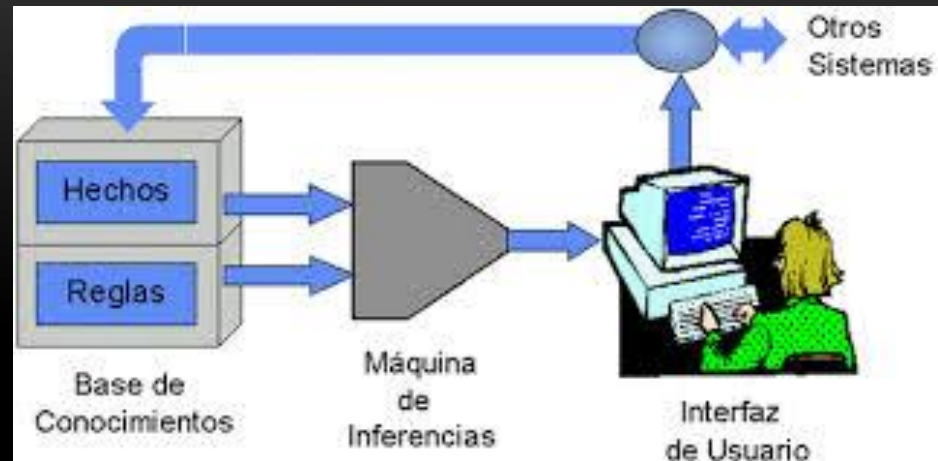 Otros
Sistemas
Hechos
Reglas
Base de
Conocimientos
Máquina
de
Inferencias
Interfaz
de Usuario